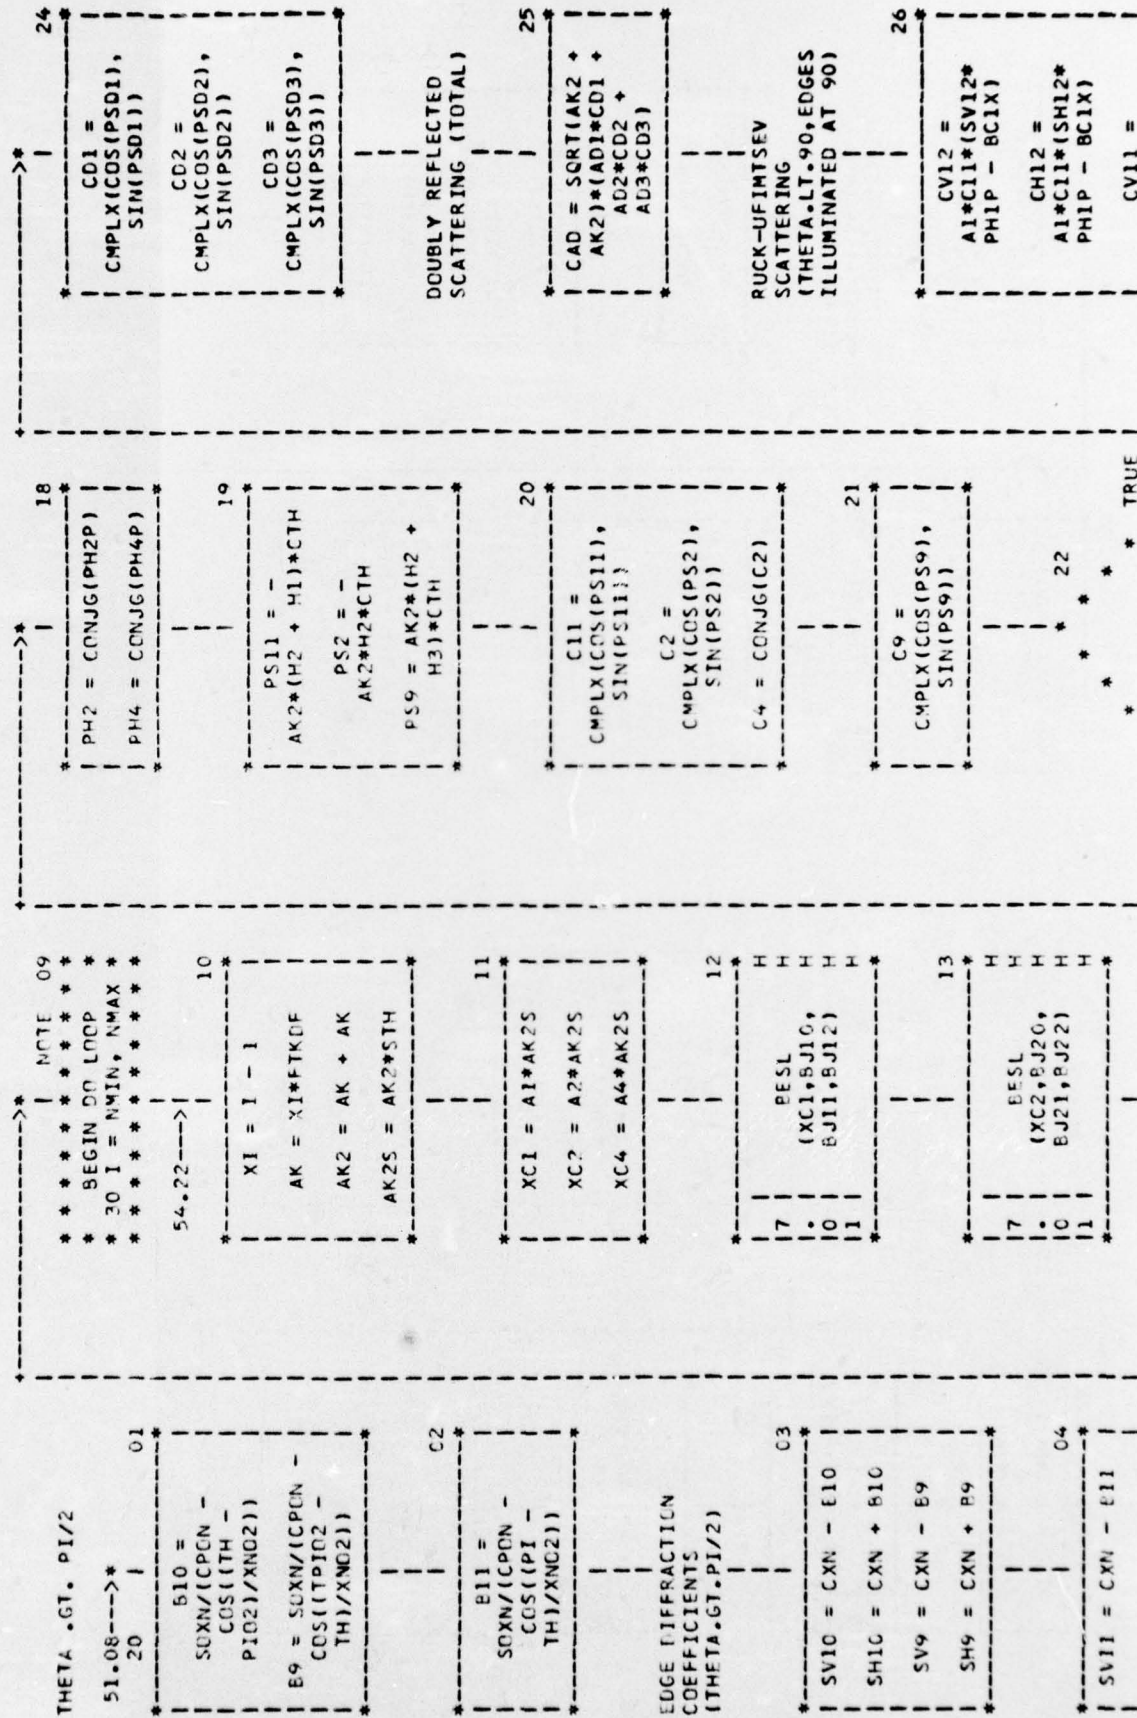 THETA .GT. PI/2
51.08--->*
20 |
01
B10 =
SOXN/(CPON -
COS((TH -
PIO2)/XNO2))
B9 = SOXN/(CPON -
COS((TPIO2 -
TH)/XNO2))
02
B11 =
SOXN/(CPON -
COS((PI -
TH)/XNO2))
EDGE DIFFRACTION
COEFFICIENTS
(THETA.GT.PI/2)
03
SV10 = CXN - B10
SH10 = CXN + B10
SV9 = CXN - B9
SH9 = CXN + B9
04
SV11 = CXN - B11
NOTE 09
* * * * * * * * * * *
* BEGIN DO LOOP *
* 30 I = NMIN, NMAX *
* * * * * * * * * * *
54.22--->|
10
XI = I - 1
AK = XI*FTKDF
AK2 = AK + AK
AK2S = AK2*STH
11
XC1 = A1*AK2S
XC2 = A2*AK2S
XC4 = A4*AK2S
12
BESL H
|7 | (XC1,BJ10, H
|. | BJ11,BJ12) H
|0 | H
|1 | H
13
BESL H
|7 | (XC2,BJ20, H
|. | BJ21,BJ22) H
|0 | H
|1 | H
18
PH2 = CONJG(PH2P)
PH4 = CONJG(PH4P)
19
PS11 = -
AK2*(H2 + H1)*CTH
PS2 = -
AK2*H2*CTH
PS9 = AK2*(H2 +
H3)*CTH
20
C11 =
CMPLX(COS(PS11),
SIN(PS11))
C2 =
CMPLX(COS(PS2),
SIN(PS2))
C4 = CONJG(C2)
21
C9 =
CMPLX(COS(PS9),
SIN(PS9))
22
TRUE
24
CD1 =
CMPLX(COS(PSD1),
SIN(PSD1))
CD2 =
CMPLX(COS(PSD2),
SIN(PSD2))
CD3 =
CMPLX(COS(PSD3),
SIN(PSD3))
DOUBLY REFLECTED
SCATTERING (TOTAL)
25
CAD = SQRT(AK2 +
AK2)*(AD1*CD1 +
AD2*CD2 +
AD3*CD3)
RUCK-UFIMTSEV
SCATTERING
(THETA.LT.90,EDGES
ILLUMINATED AT 90)
26
CV12 =
A1*C11*(SV12*
PH1P - BC1X)
CH12 =
A1*C11*(SH12*
PH1P - BC1X)
CV11 =